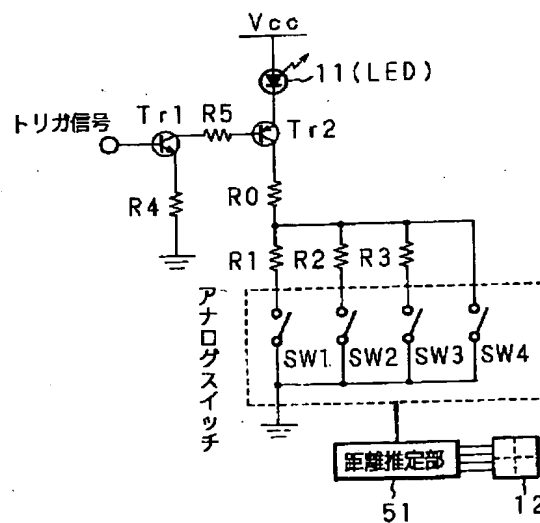 Vcc
11(LED)
トリガ信号
Tr1
R5
Tr2
R4
R0
R1
R2
R3
アナログスイッチ
SW1
SW2
SW3
SW4
距離推定部
51
12